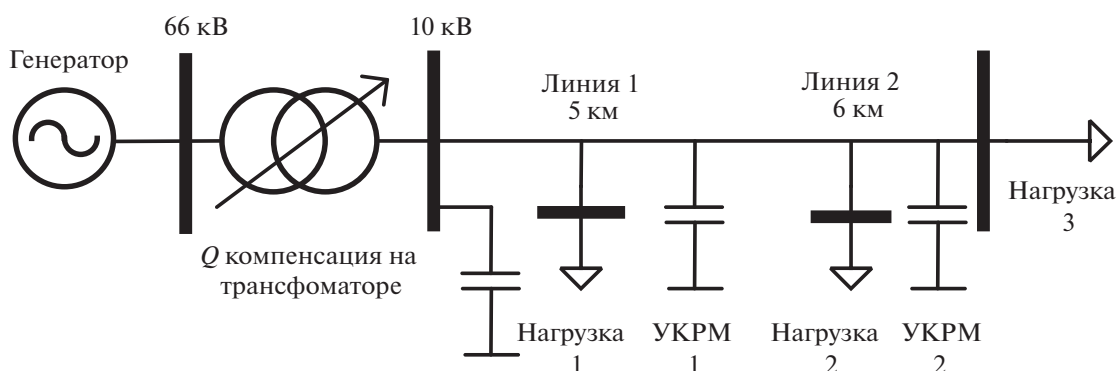 66 кВ
10 кВ
Генератор
Линия 1
5 км
Линия 2
6 км
Q компенсация на
трансфоматоре
Нагрузка
1
УКРМ
1
Нагрузка
2
УКРМ
2
Нагрузка
3